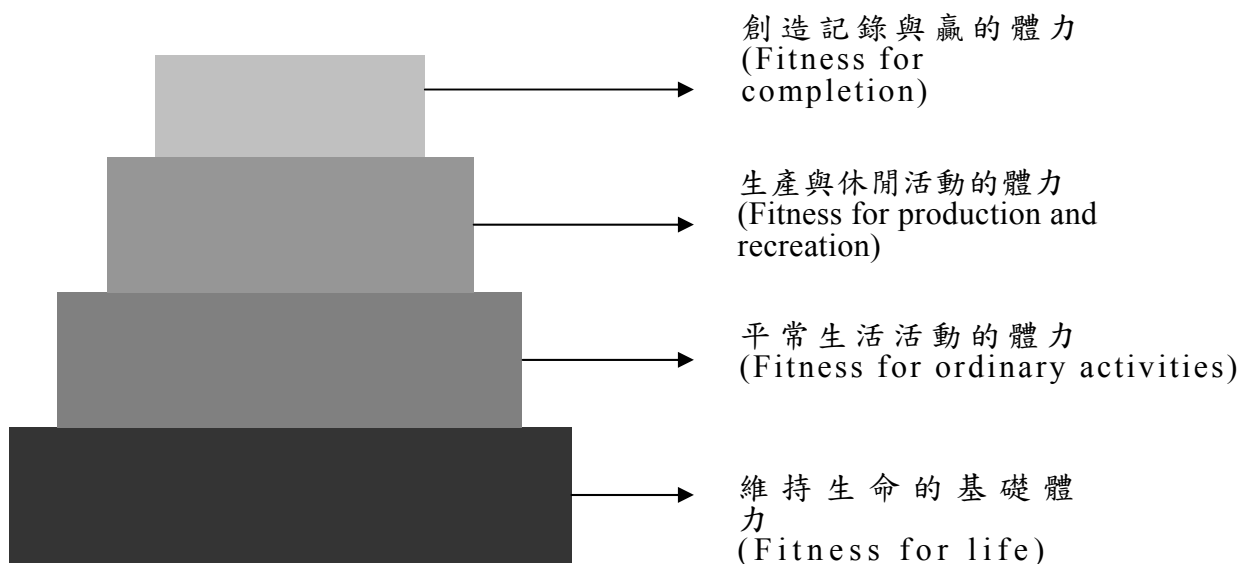 創造記錄與贏的體力
(Fitness for
completion)
生產與休閒活動的體力
(Fitness for production and
recreation)
平常生活活動的體力
(Fitness for ordinary activities)
維持生命的基礎體
力
(Fitness for life)